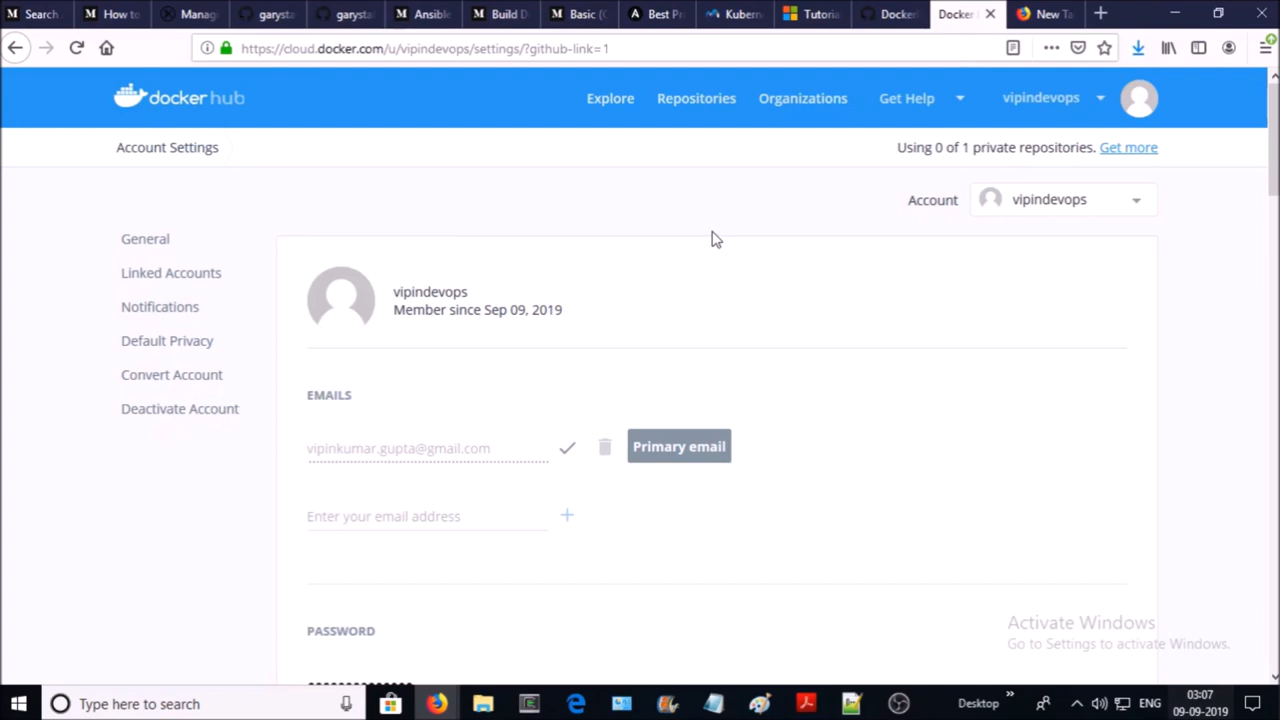 Search
How to
Manag
garysta
garysta
Ansible
Build D
Basic (C
Best Pr
Kubern
Tutoria
Docker
Docker
New Ta
https://cloud.docker.com/u/vipindevops/settings/?github-link=1
docker hub
Explore
Repositories
Organizations
Get Help
vipindevops
Account Settings
Using 0 of 1 private repositories. Get more
Account
vipindevops
General
Linked Accounts
Notifications
Default Privacy
Convert Account
Deactivate Account
vipindevops
Member since Sep 09, 2019
EMAILS
vipinkumar.gupta@gmail.com
Primary email
Enter your email address
PASSWORD
Activate Windows
Go to Settings to activate Windows.
Type here to search
Desktop
ENG
03:07
09-09-2019